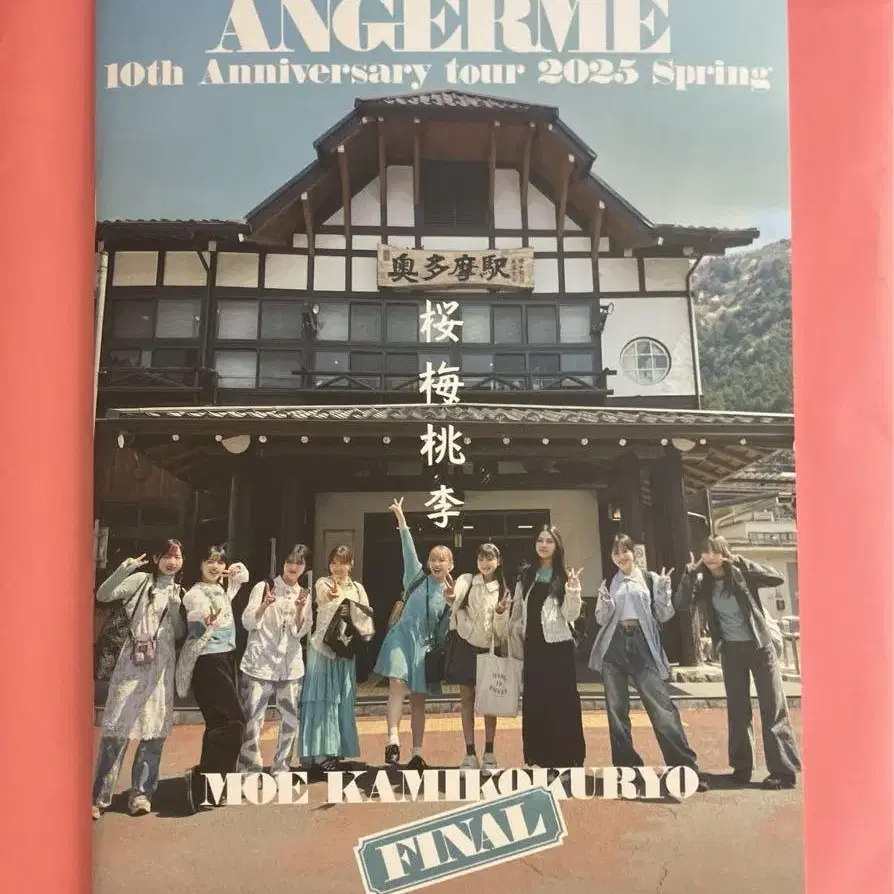 ANGERME
10th Anniversary tour 2025 Spring
奥多摩駅
桜梅桃李
MOE KAMIKOKURYO
FINAL